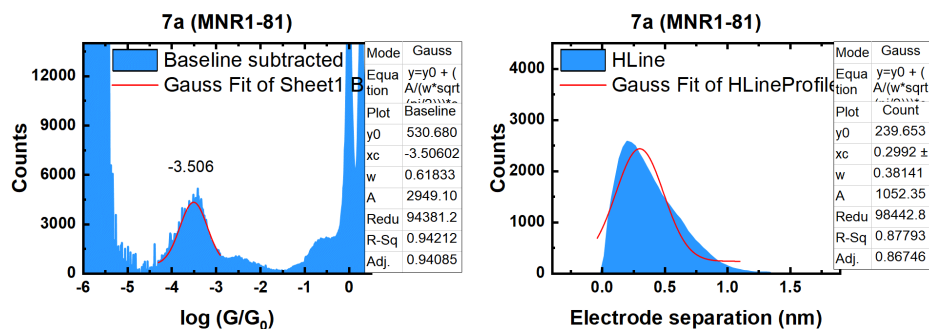 7a (MNR1-81)
Counts
12000
9000
6000
3000
0
Baseline subtracted
Gauss Fit of Sheet1 B
-3.506
Mode Gauss
Equa tion y=y0 + ( A/(w*sqrt
Plot Baseline
y0 530.680
xc -3.50602
w 0.61833
A 2949.10
Redu 94381.2
R-Sq 0.94212
Adj. 0.94085
-6 -5 -4 -3 -2 -1 0
log (G/G0)
7a (MNR1-81)
Counts
4000
3000
2000
1000
0
HLine
Gauss Fit of HLineProfile
Mode Gauss
Equa tion y=y0 + ( A/(w*sqrt
Plot Count
y0 239.653
xc 0.2992 ±
w 0.38141
A 1052.35
Redu 98442.8
R-Sq 0.87793
Adj. 0.86746
0.0 0.5 1.0 1.5
Electrode separation (nm)